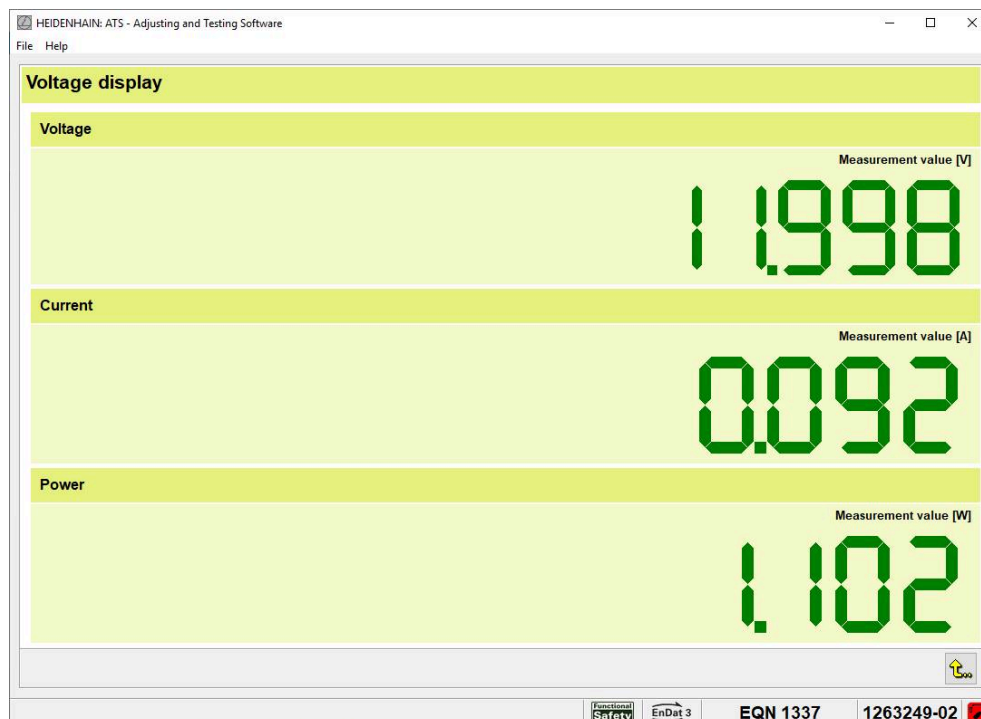 HEIDENHAIN: ATS - Adjusting and Testing Software
File Help
Voltage display
Voltage
Measurement value [V]
11.998
Current
Measurement value [A]
0.092
Power
Measurement value [W]
1.102
Functional
Safety
EnDat 3
EQN 1337
1263249-02